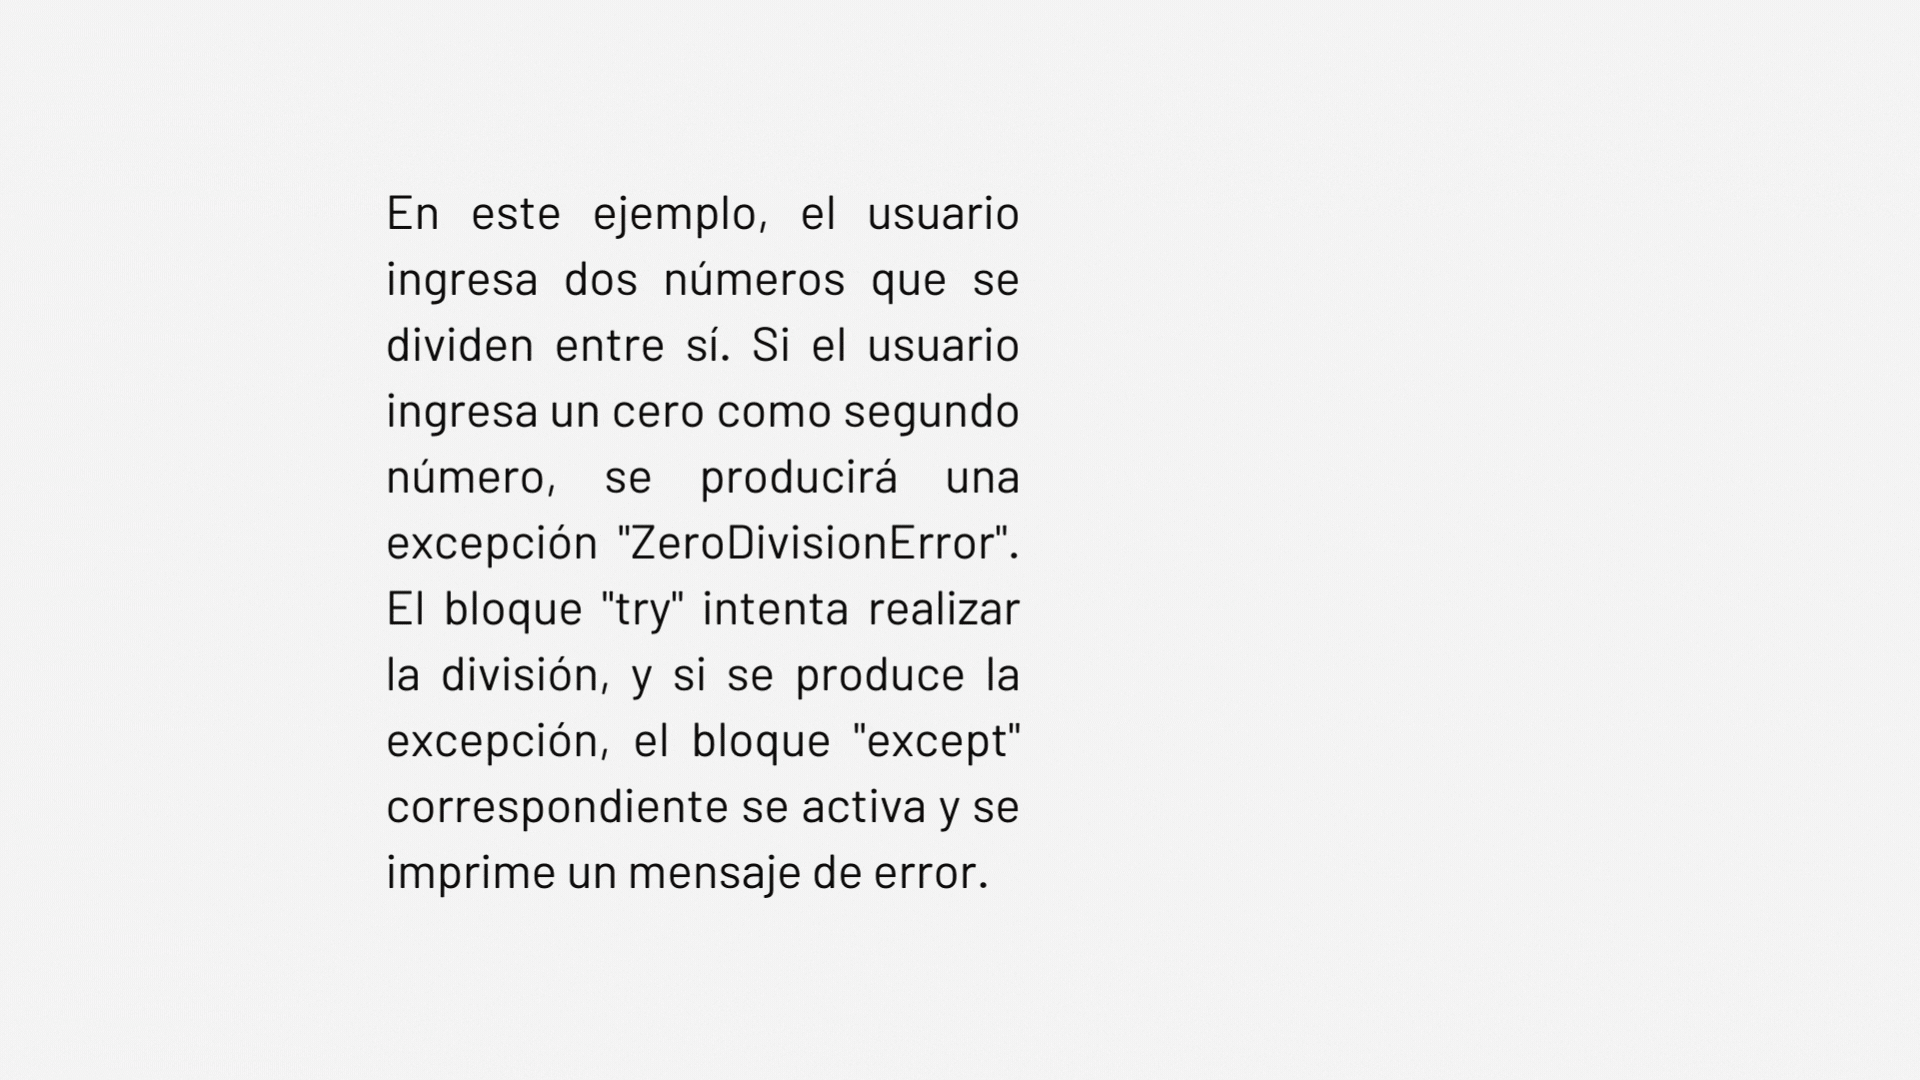 En este ejemplo, el usuario
ingresa dos números que se
dividen entre sí. Si el usuario
ingresa un cero como segundo
número, se producirá una
excepción "ZeroDivisionError".
El bloque "try" intenta realizar
la división, y si se produce la
excepción, el bloque "except"
correspondiente se activa y se
imprime un mensaje de error.